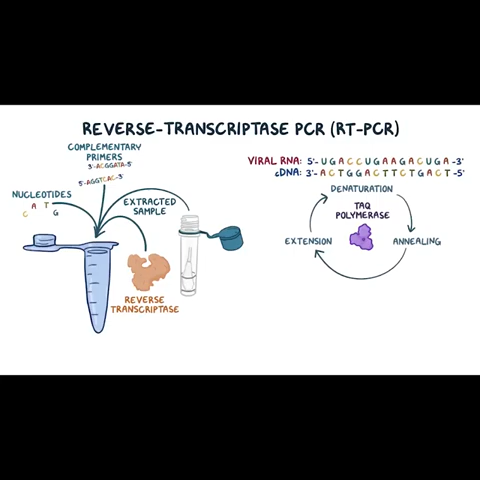 REVERSE-TRANSCRIPTASE PCR (RT-PCR)
COMPLEMENTARY
PRIMERS
3'-ACGGATA-5'
5'-AGGTCAC-3'
NUCLEOTIDES
C A T G
EXTRACTED
SAMPLE
REVERSE
TRANSCRIPTASE
VIRAL RNA: 5'-UGACCUGAAGACUGA-3'
cDNA: 3'-ACTGGACTTCTGACT-5'
DENATURATION
TAQ
POLYMERASE
EXTENSION
ANNEALING